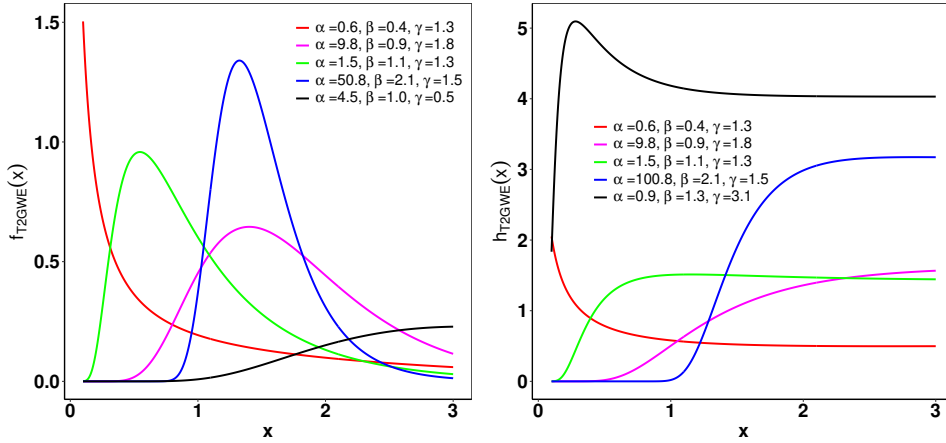 1.5
1.0
0.5
0.0
f_T2GWE(x)
α =0.6, β =0.4, γ =1.3
α =9.8, β =0.9, γ =1.8
α =1.5, β =1.1, γ =1.3
α =50.8, β =2.1, γ =1.5
α =4.5, β =1.0, γ =0.5
0 1 2 3
x
5
4
3
2
1
0
h_T2GWE(x)
α =0.6, β =0.4, γ =1.3
α =9.8, β =0.9, γ =1.8
α =1.5, β =1.1, γ =1.3
α =100.8, β =2.1, γ =1.5
α =0.9, β =1.3, γ =3.1
0 1 2 3
x